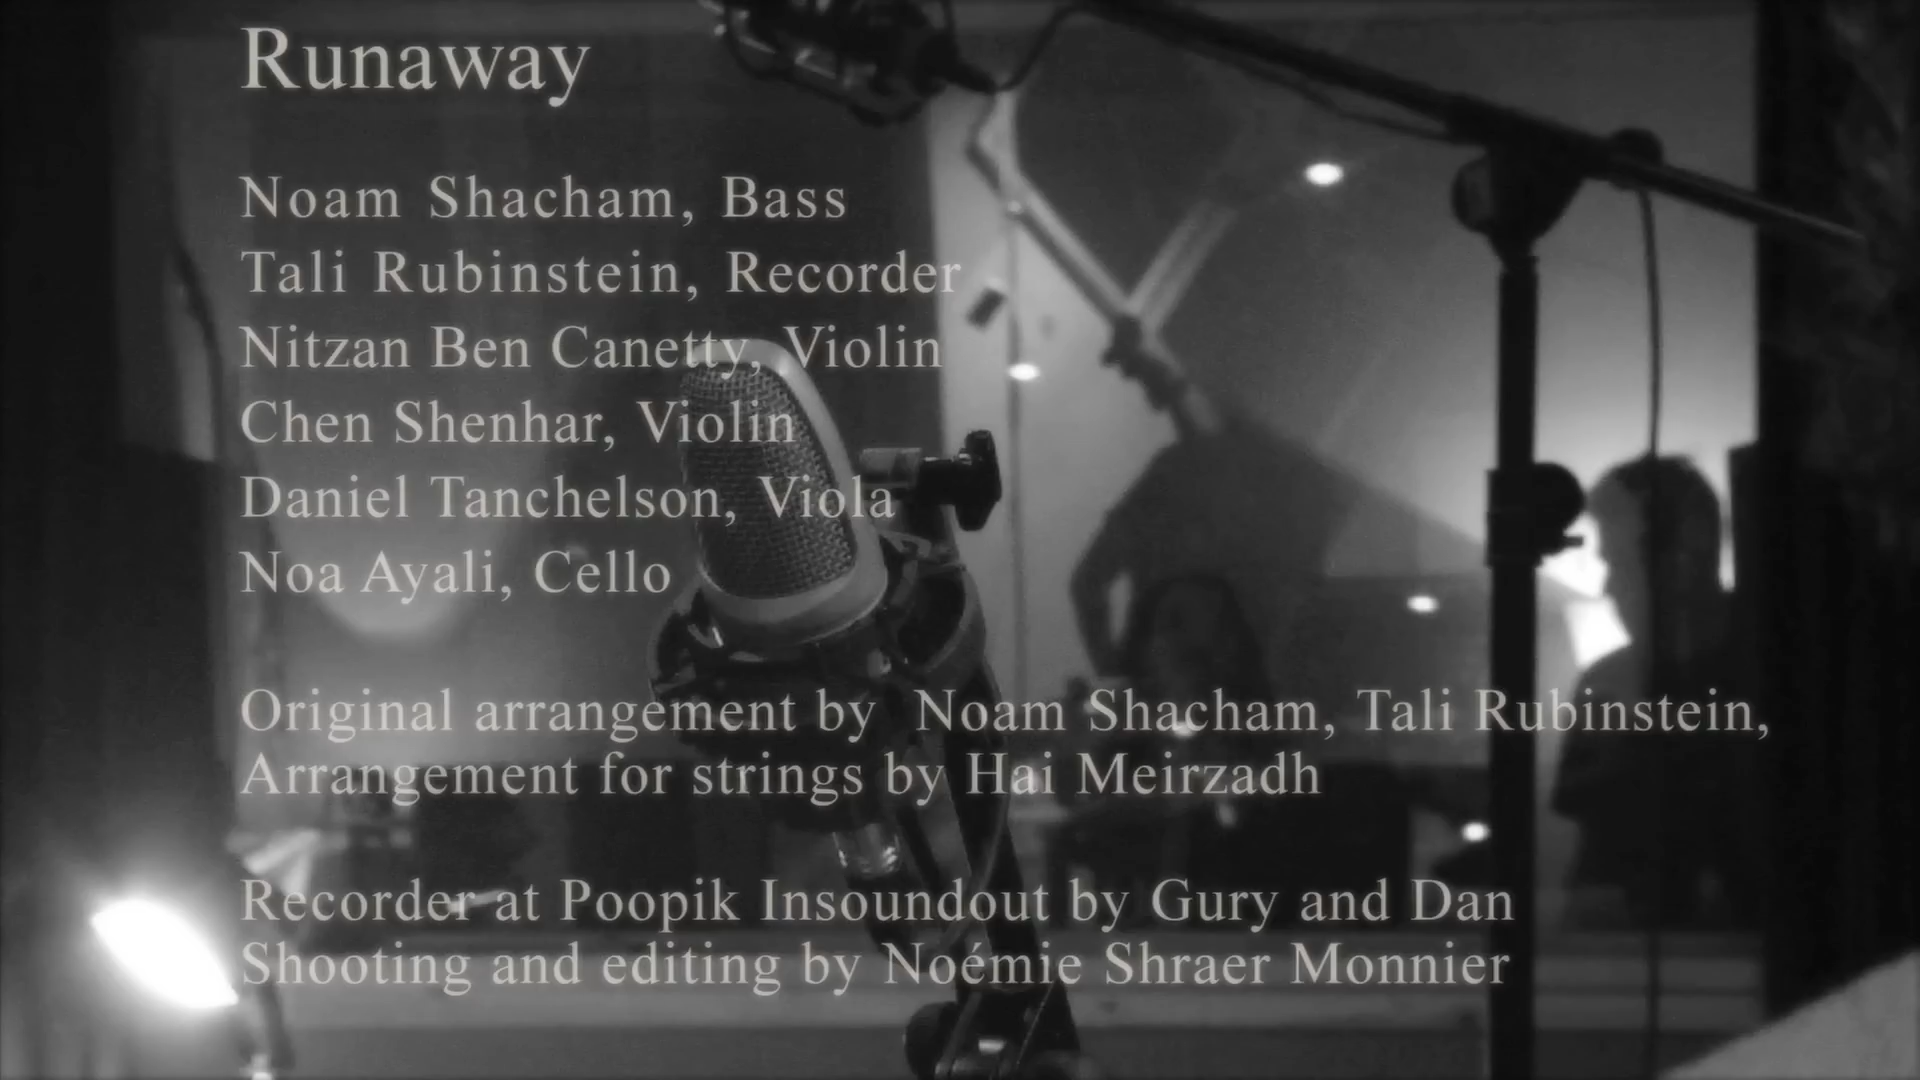 Runaway
Noam Shacham, Bass
Tali Rubinstein, Recorder
Nitzan Ben Canetty, Violin
Chen Shenhar, Violin
Daniel Tanchelson, Viola
Noa Ayali, Cello
Original arrangement by Noam Shacham, Tali Rubinstein,
Arrangement for strings by Hai Meirzadh
Recorder at Poopik Insoundout by Gury and Dan
Shooting and editing by Noémie Shraer Monnier